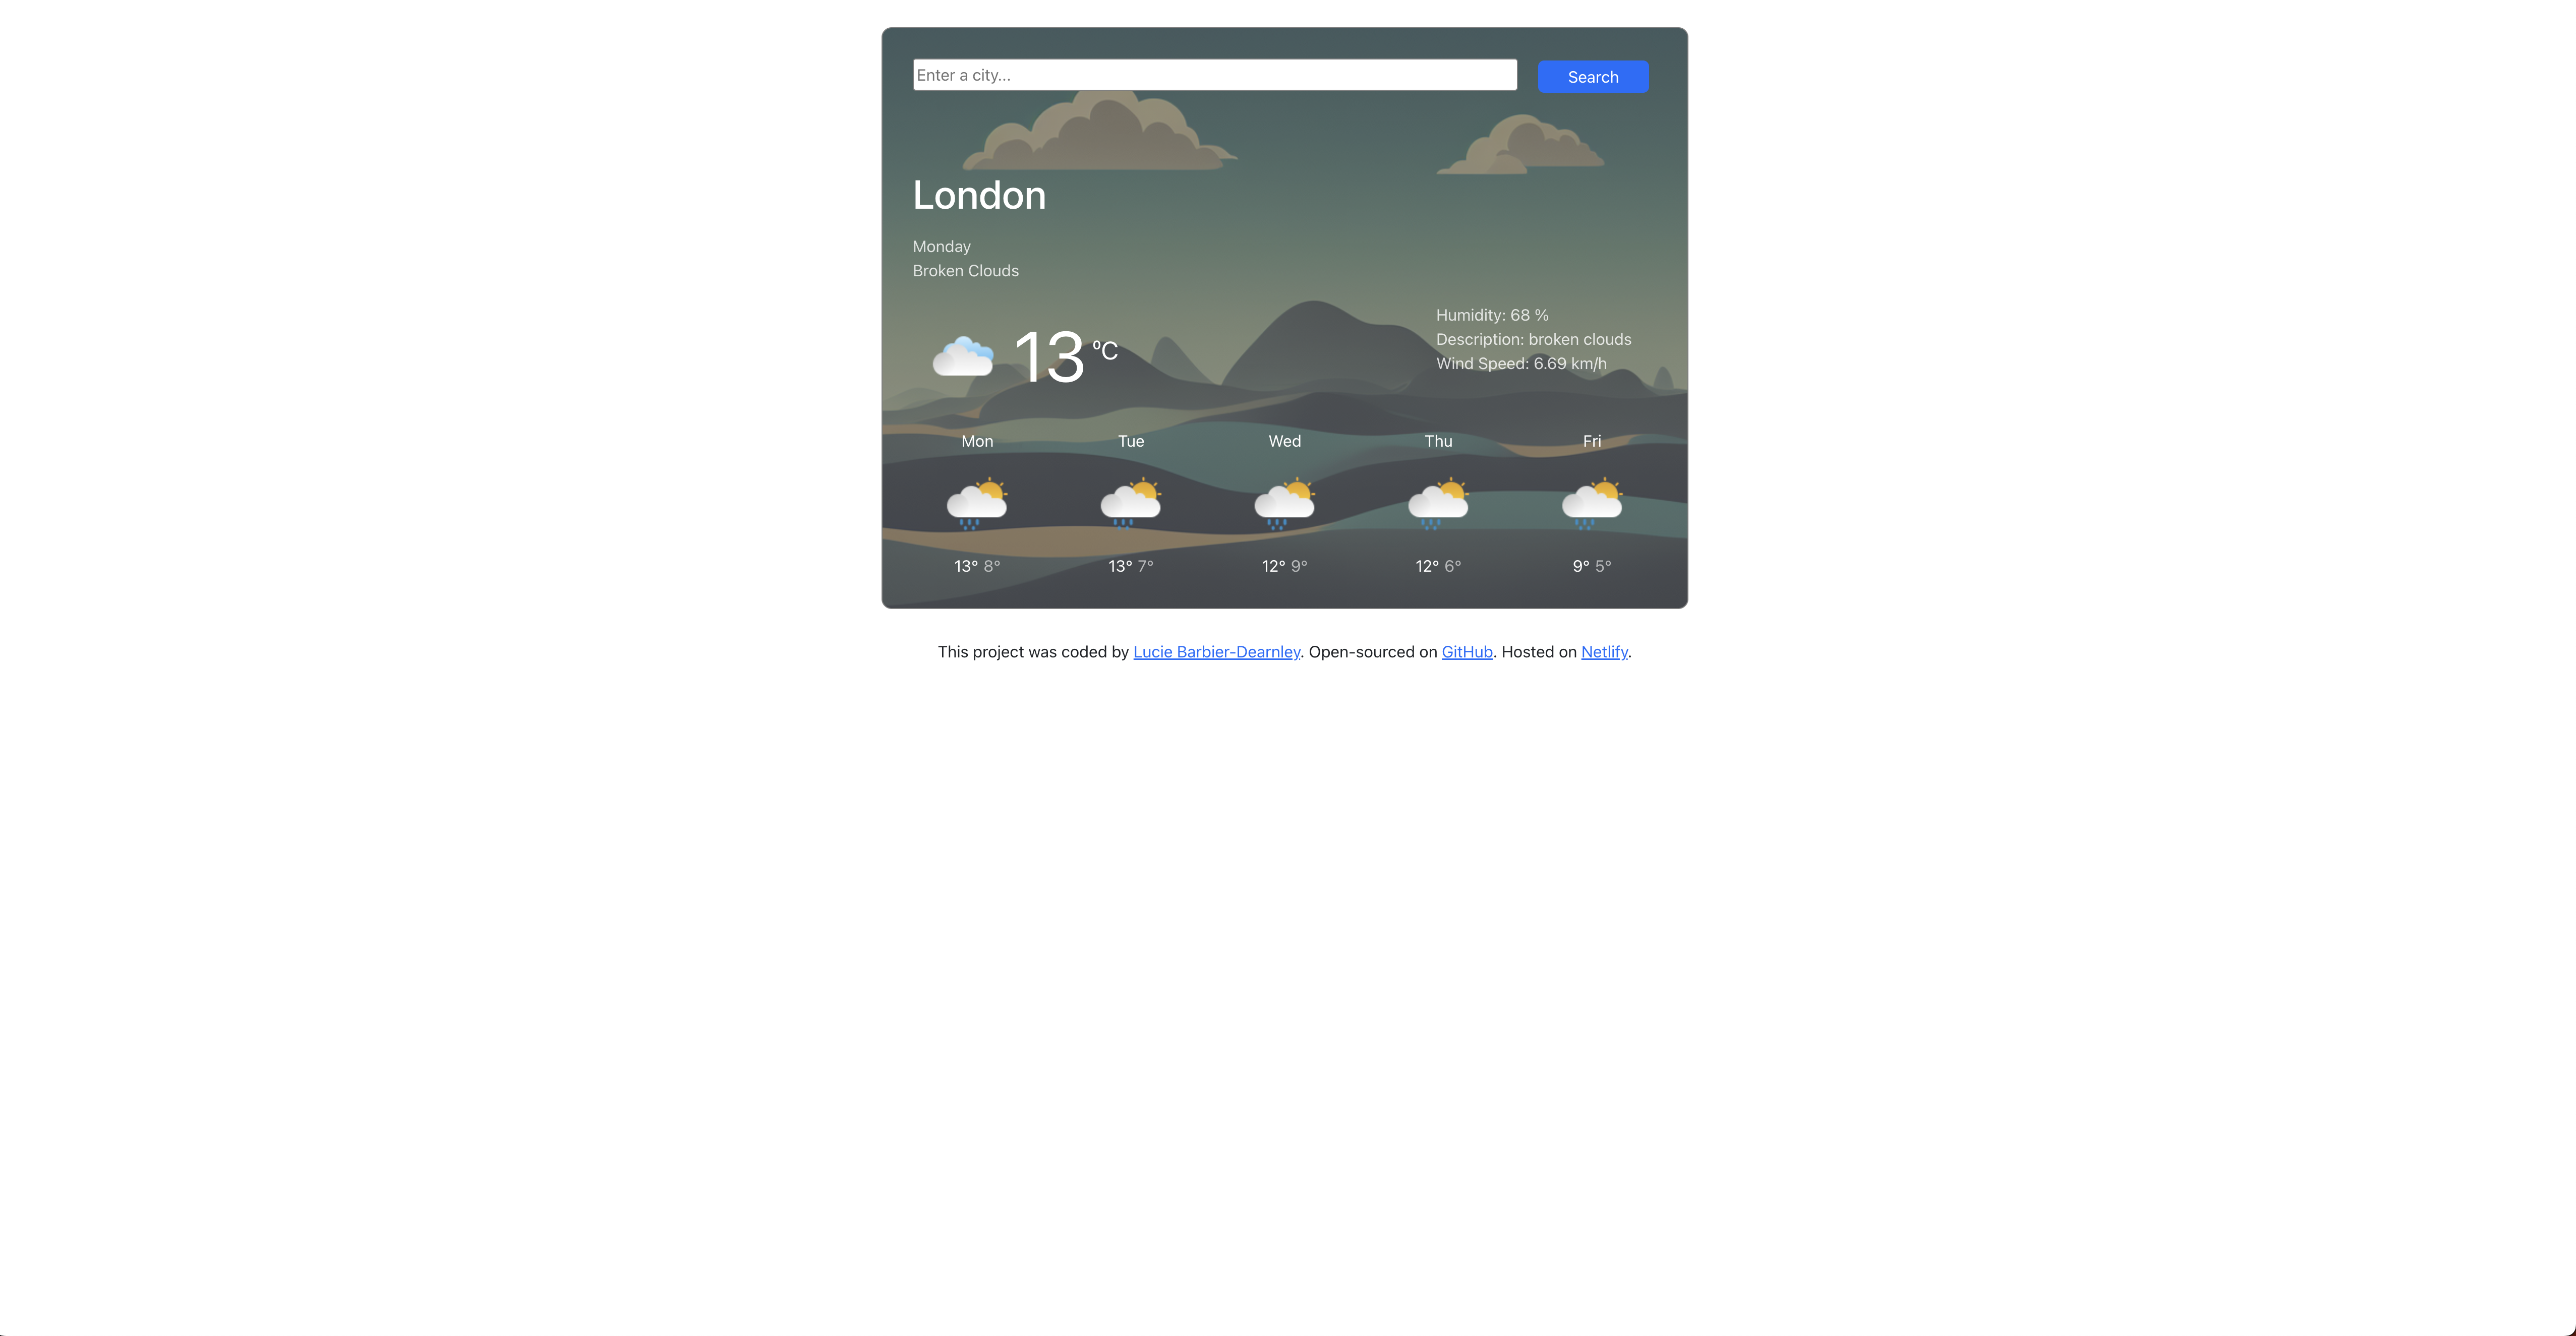 Enter a city...
Search
London
Monday
Broken Clouds
13 °C
Humidity: 68 %
Description: broken clouds
Wind Speed: 6.69 km/h
Mon Tue Wed Thu Fri
13° 8° 13° 7° 12° 9° 12° 6° 9° 5°
This project was coded by Lucie Barbier-Dearnley. Open-sourced on GitHub. Hosted on Netlify.